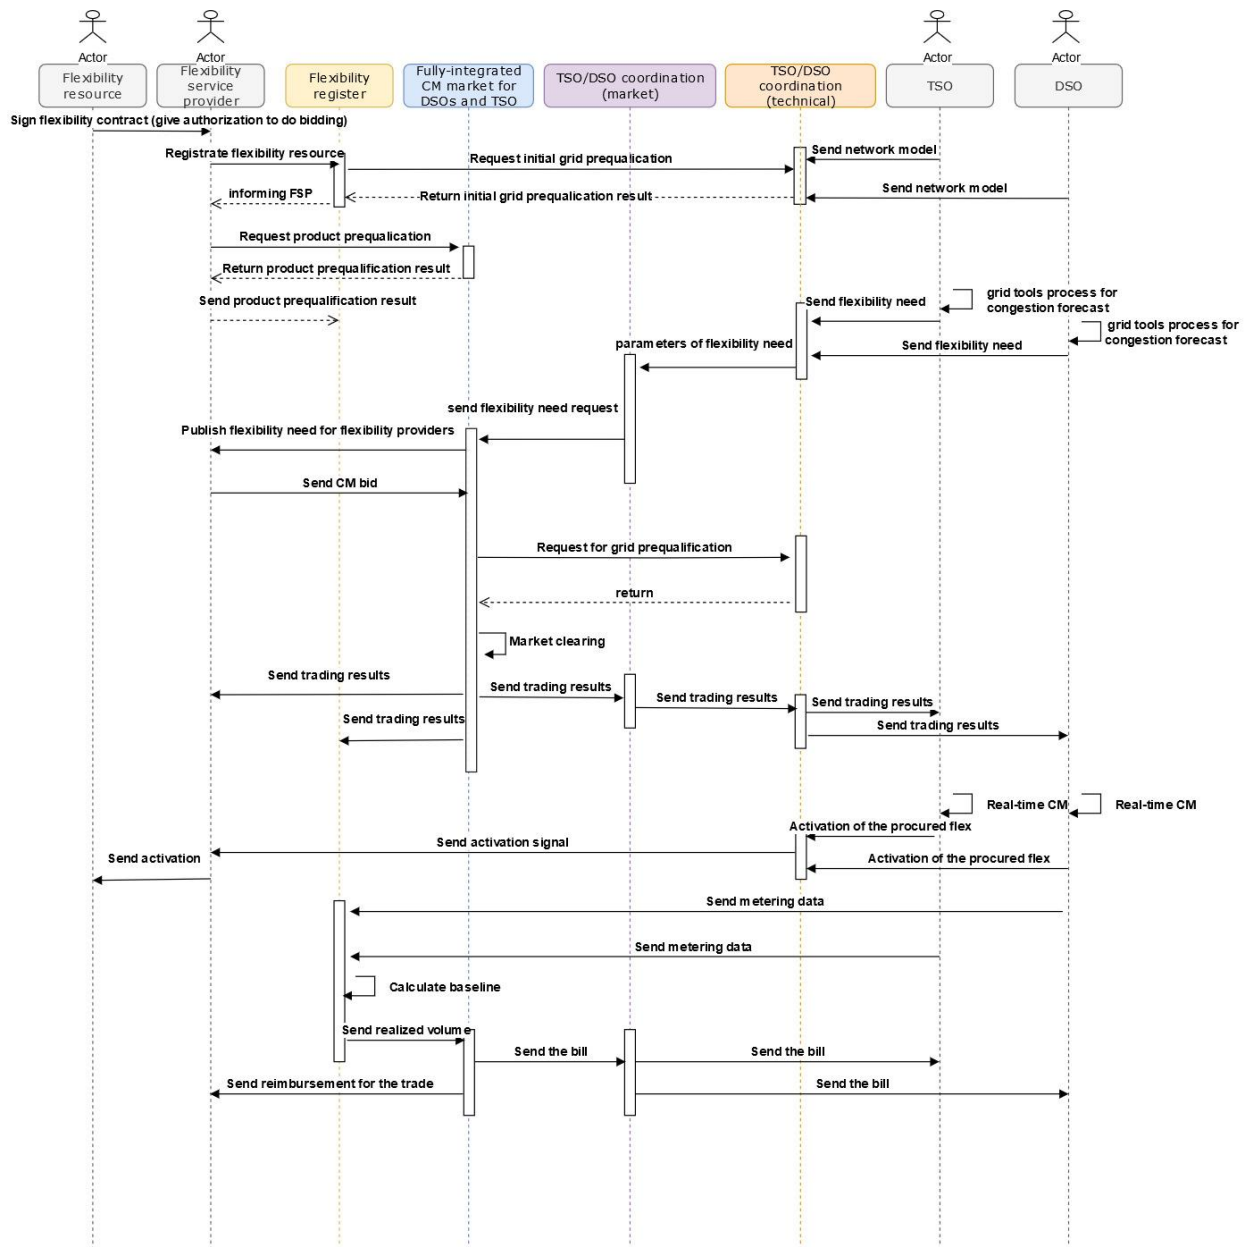 Actor
Actor
Actor
Actor
Flexibility
resource
Flexibility
service
provider
Flexibility
register
Fully-integrated
CM market for
DSOs and TSO
TSO/DSO coordination
(market)
TSO/DSO
coordination
(technical)
TSO
DSO
Sign flexibility contract (give authorization to do bidding)
Registrate flexibility resource
Request initial grid prequalication
Send network model
informing FSP
Return initial grid prequalication result
Send network model
Request product prequalication
Return product prequalification result
Send product prequalification result
Send flexibility need
grid tools process for
congestion forecast
grid tools process for
congestion forecast
parameters of flexibility need
Send flexibility need
send flexibility need request
Publish flexibility need for flexibility providers
Send CM bid
Request for grid prequalification
return
Market clearing
Send trading results
Send trading results
Send trading results
Send trading results
Send trading results
Send trading results
Real-time CM
Real-time CM
Activation of the procured flex
Send activation signal
Send activation
Activation of the procured flex
Send metering data
Send metering data
Calculate baseline
Send realized volume
Send the bill
Send the bill
Send reimbursement for the trade
Send the bill